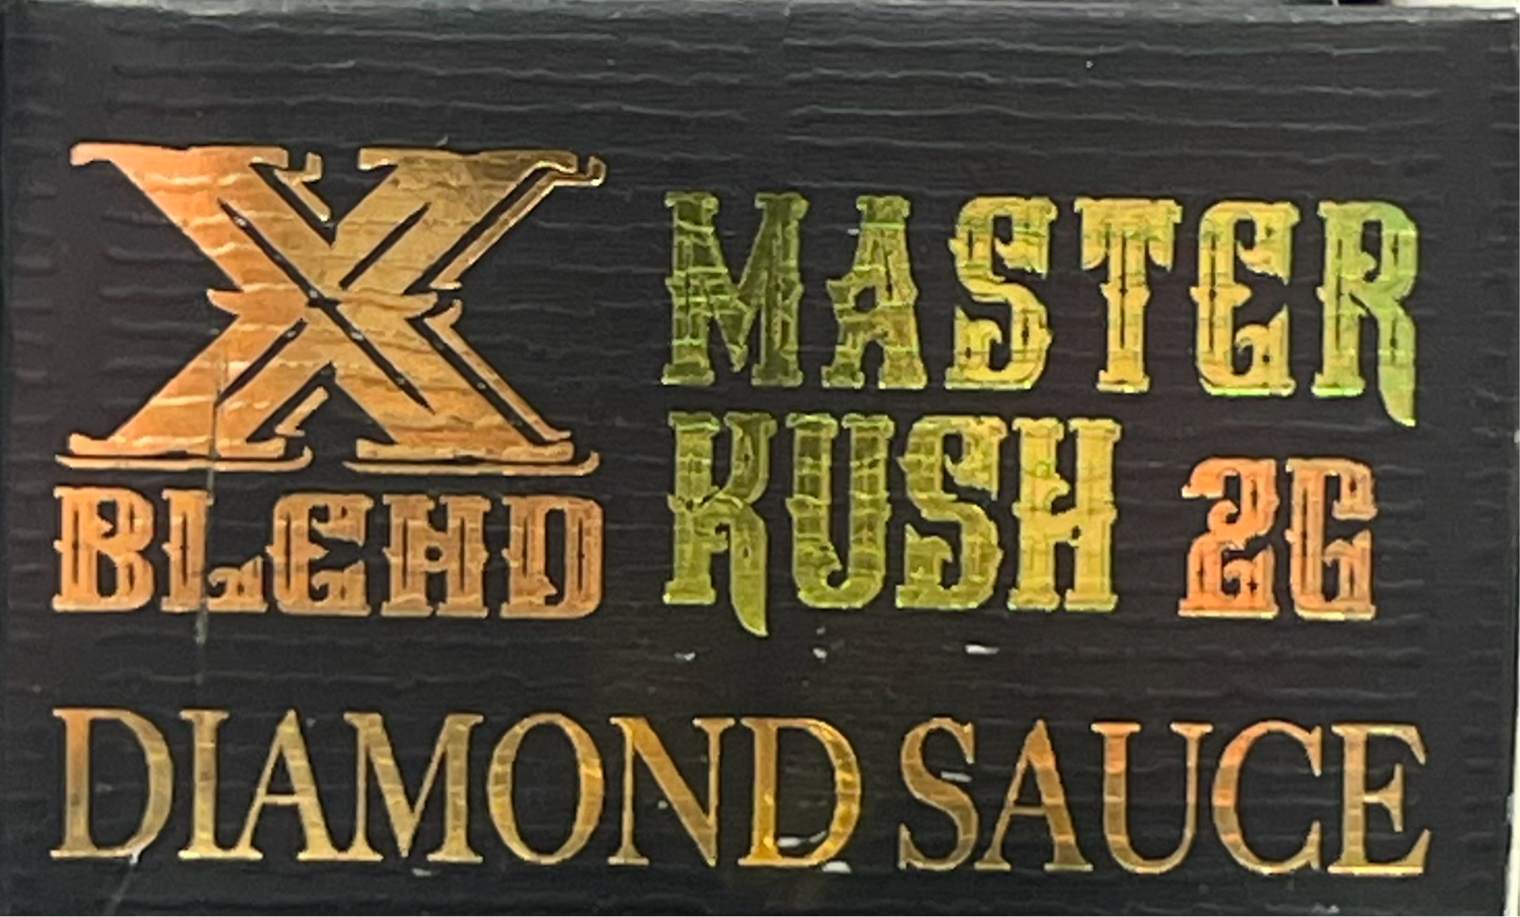 X
BLEND
MASTER
KUSH 2G
DIAMOND SAUCE